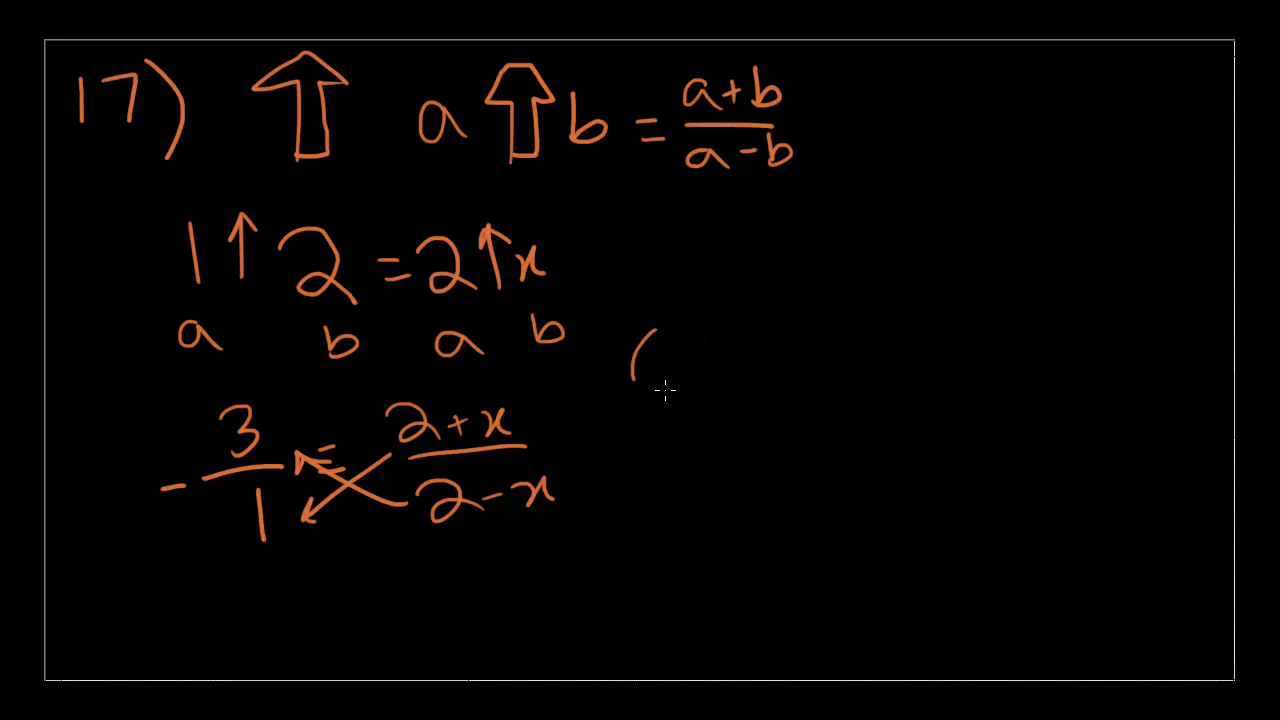 17) ⇧ a ⇧ b = a+b / a-b
1 ↑ 2 = 2 ↑ x
a b a b
(
- 3 / 1 = 2+x / 2-x